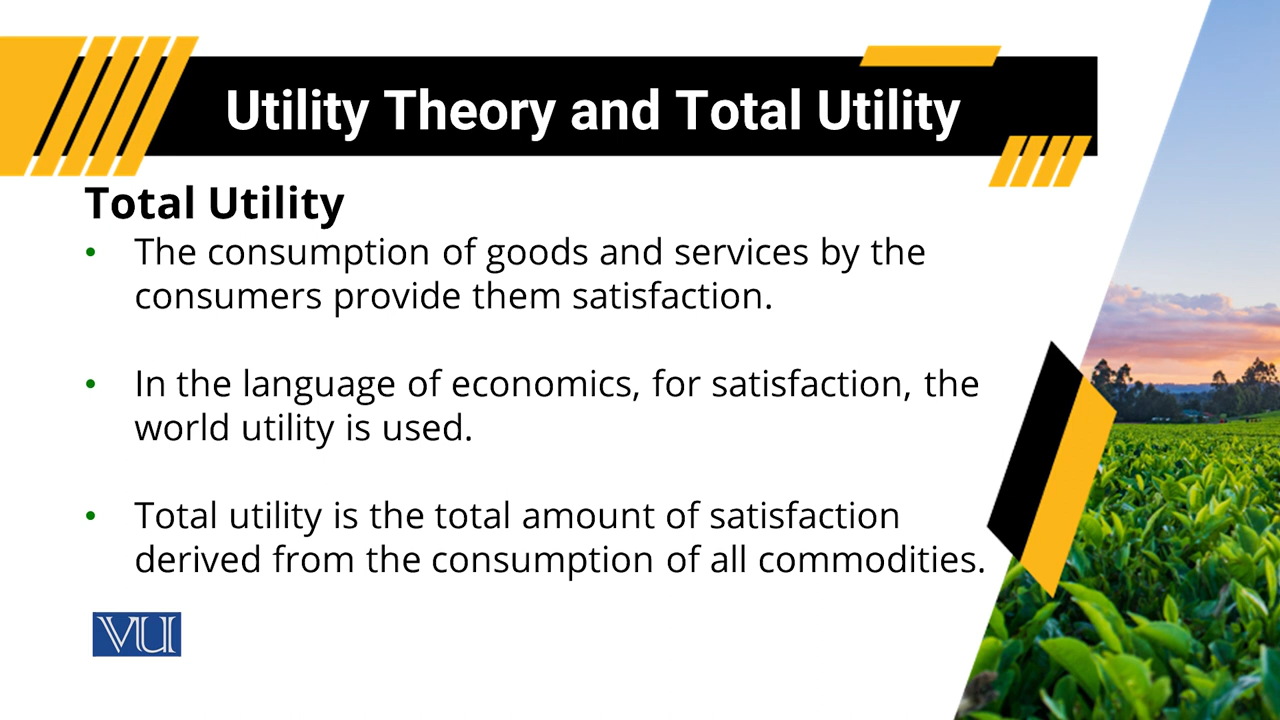 Utility Theory and Total Utility
Total Utility
• The consumption of goods and services by the
consumers provide them satisfaction.
• In the language of economics, for satisfaction, the
world utility is used.
• Total utility is the total amount of satisfaction
derived from the consumption of all commodities.
VU